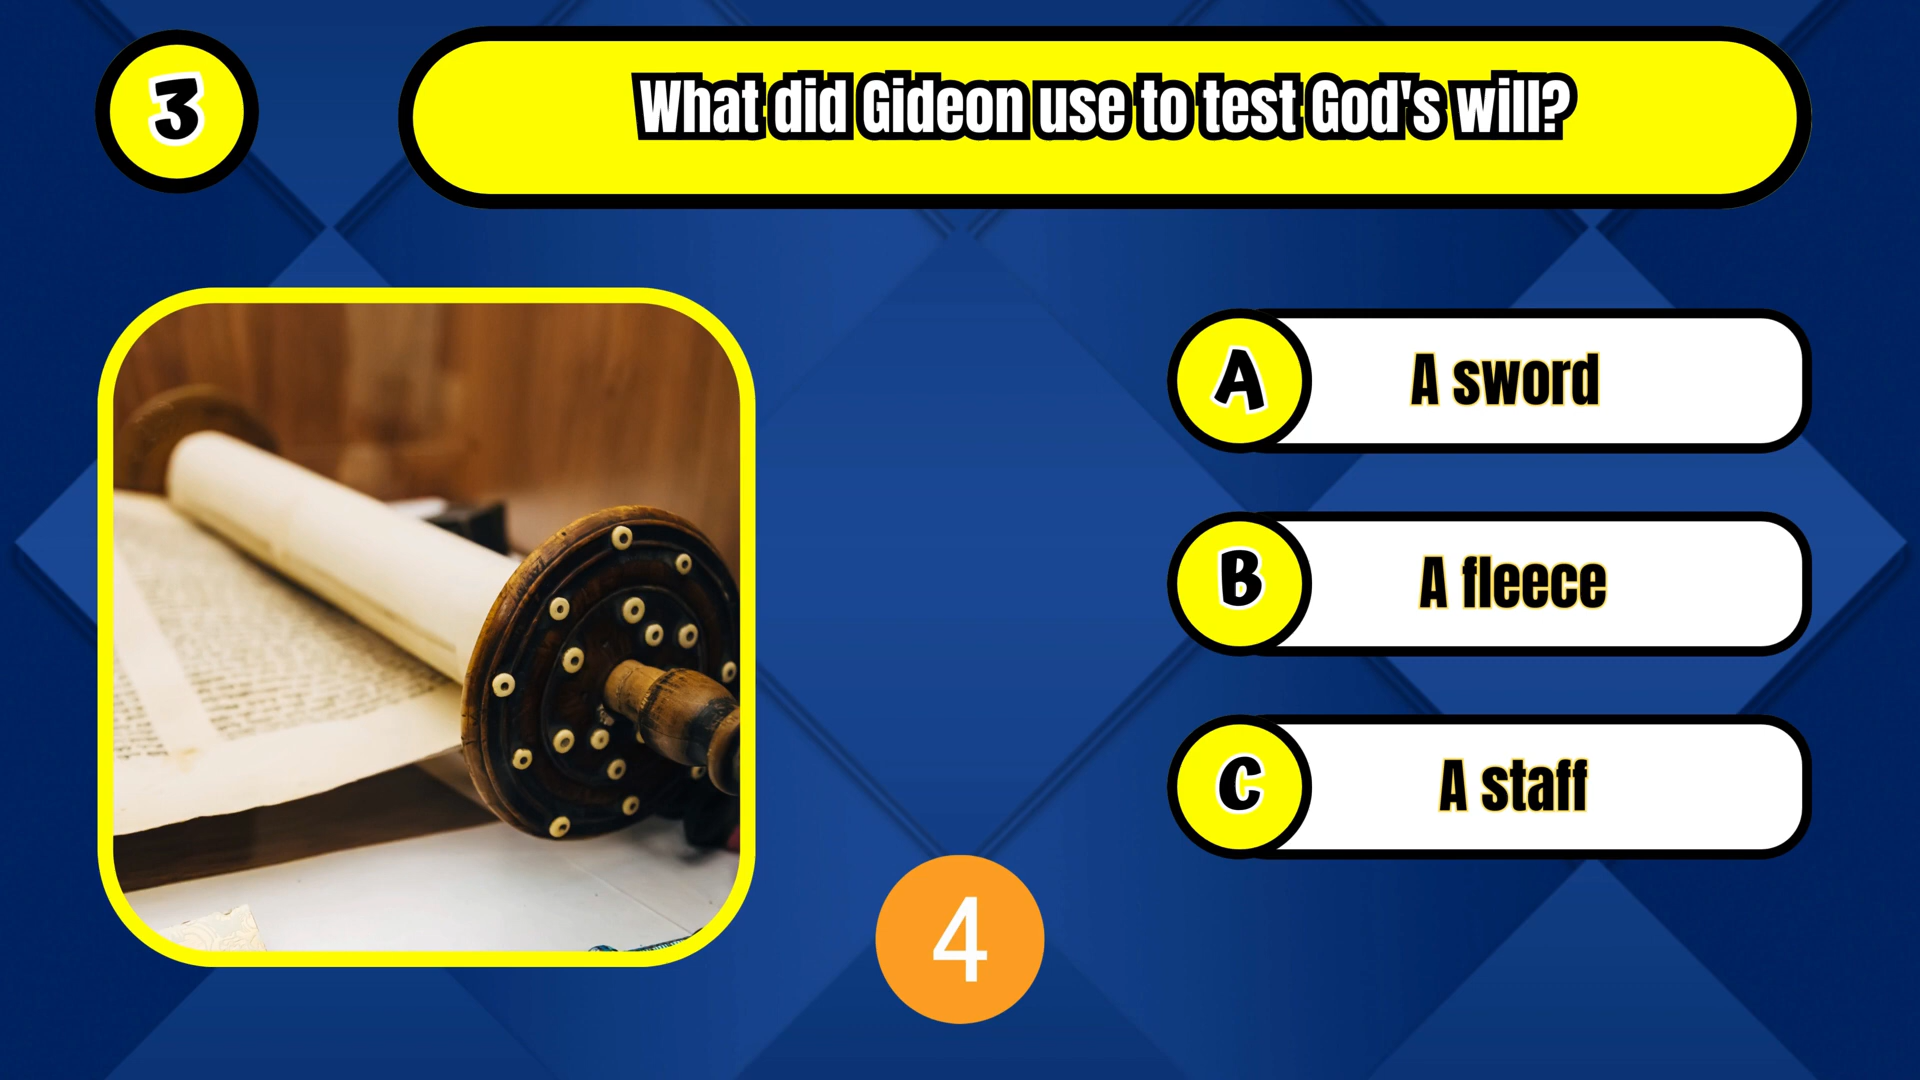 3
What did Gideon use to test God's will?
A
A sword
B
A fleece
C
A staff
4